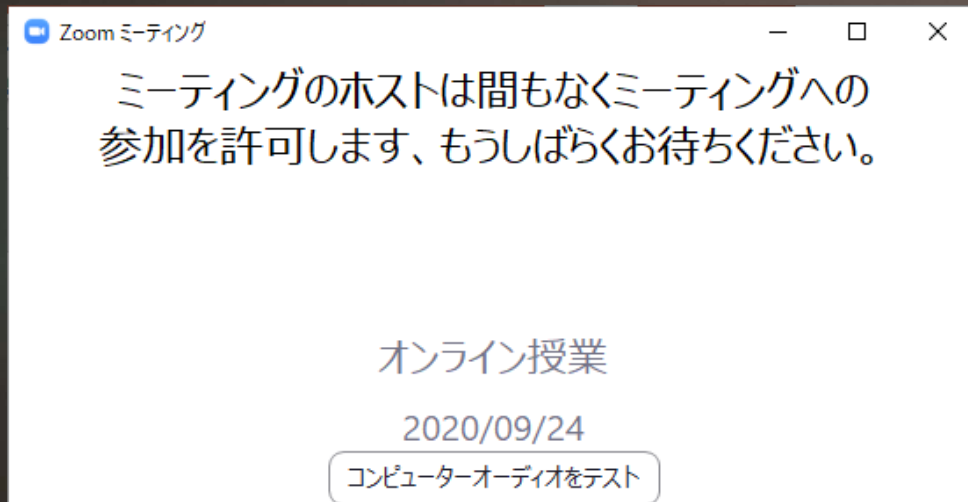 Zoom ミーティング
ミーティングのホストは間もなくミーティングへの
参加を許可します、もうしばらくお待ちください。
オンライン授業
2020/09/24
コンピューターオーディオをテスト